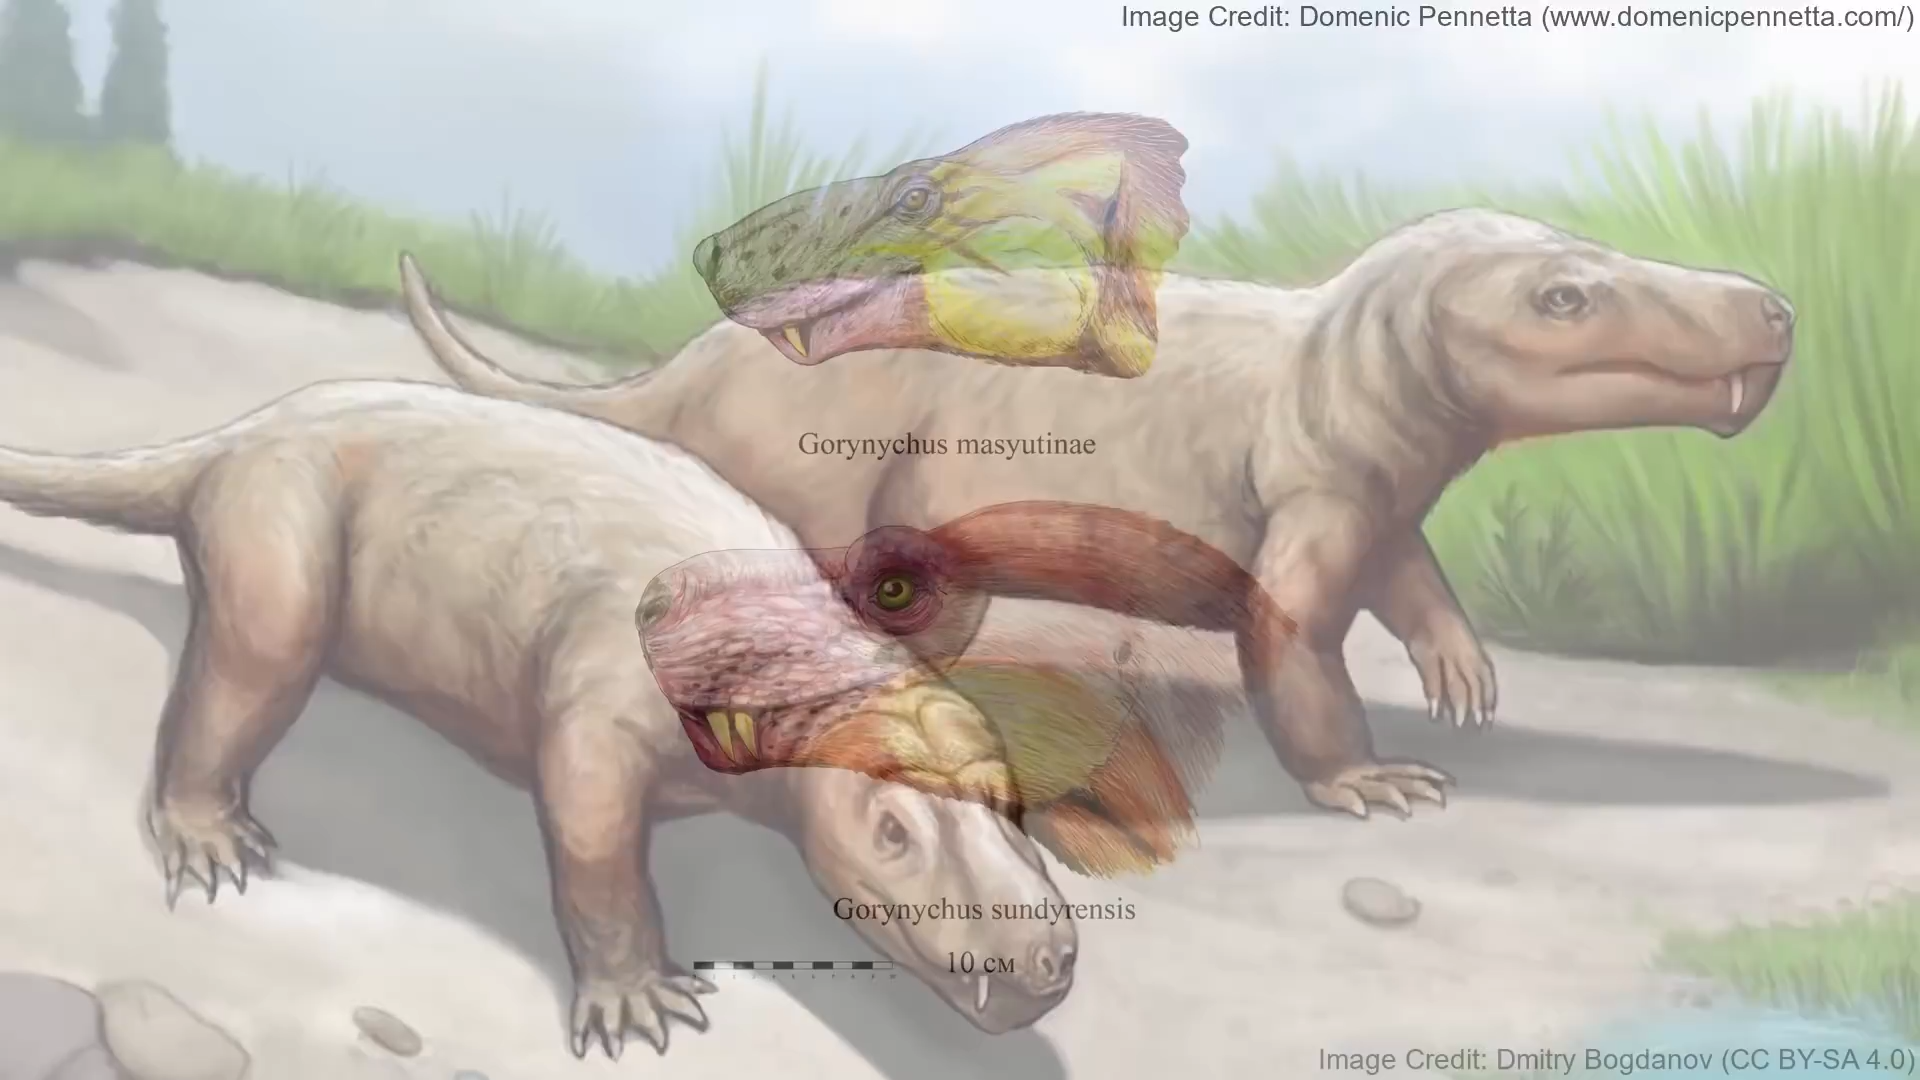 Image Credit: Domenic Pennetta (www.domenicpennetta.com/)
Gorynychus masyutinae
Gorynychus sundyrensis
10 см
Image Credit: Dmitry Bogdanov (CC BY-SA 4.0)